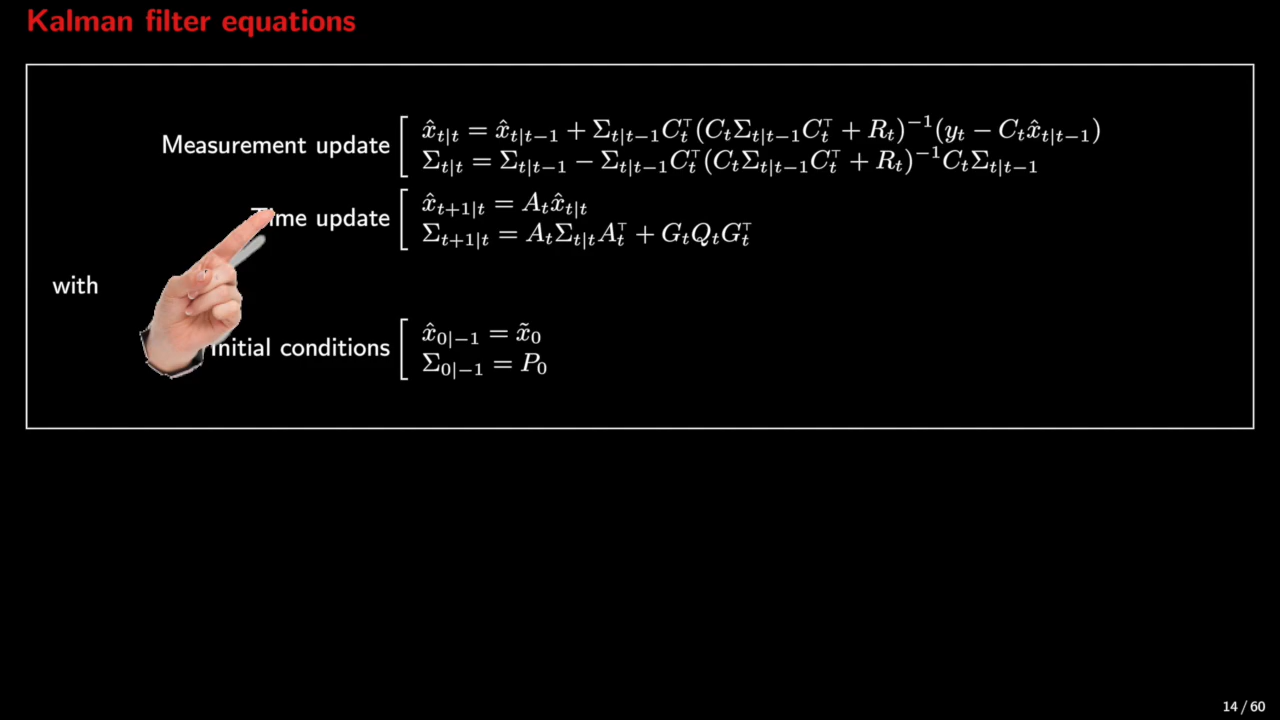 Kalman filter equations
Measurement update
x̂_{t|t} = x̂_{t|t−1} + Σ_{t|t−1}C_t^⊤(C_tΣ_{t|t−1}C_t^⊤ + R_t)^{−1}(y_t − C_tx̂_{t|t−1})
Σ_{t|t} = Σ_{t|t−1} − Σ_{t|t−1}C_t^⊤(C_tΣ_{t|t−1}C_t^⊤ + R_t)^{−1}C_tΣ_{t|t−1}
Time update
x̂_{t+1|t} = A_tx̂_{t|t}
Σ_{t+1|t} = A_tΣ_{t|t}A_t^⊤ + G_tQ_tG_t^⊤
with
Initial conditions
x̂_{0|−1} = x̃_0
Σ_{0|−1} = P_0
14 / 60